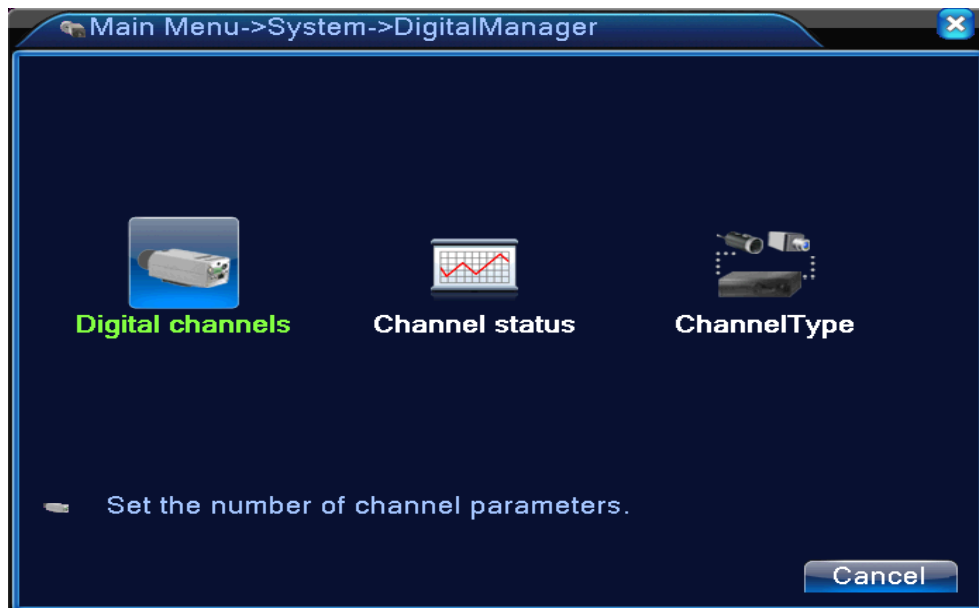 Main Menu->System->DigitalManager
Digital channels
Channel status
ChannelType
Set the number of channel parameters.
Cancel